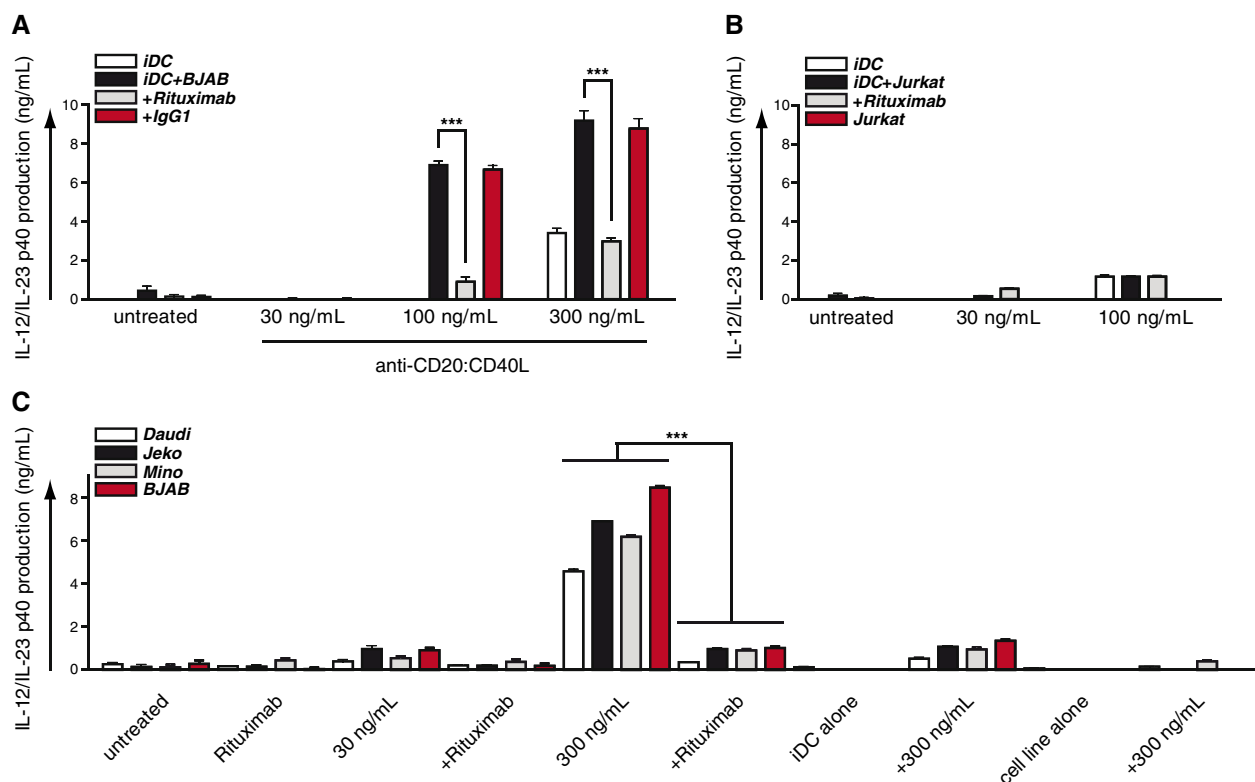 A
IL-12/IL-23 p40 production (ng/mL)
iDC
iDC+BJAB
+Rituximab
+IgG1
10
8
6
4
2
0
***
***
untreated
30 ng/mL
100 ng/mL
300 ng/mL
anti-CD20:CD40L
B
IL-12/IL-23 p40 production (ng/mL)
iDC
iDC+Jurkat
+Rituximab
Jurkat
10
8
6
4
2
0
untreated
30 ng/mL
100 ng/mL
C
IL-12/IL-23 p40 production (ng/mL)
Daudi
Jeko
Mino
BJAB
8
6
4
2
0
***
untreated
Rituximab
30 ng/mL
+Rituximab
300 ng/mL
+Rituximab
iDC alone
+300 ng/mL
cell line alone
+300 ng/mL